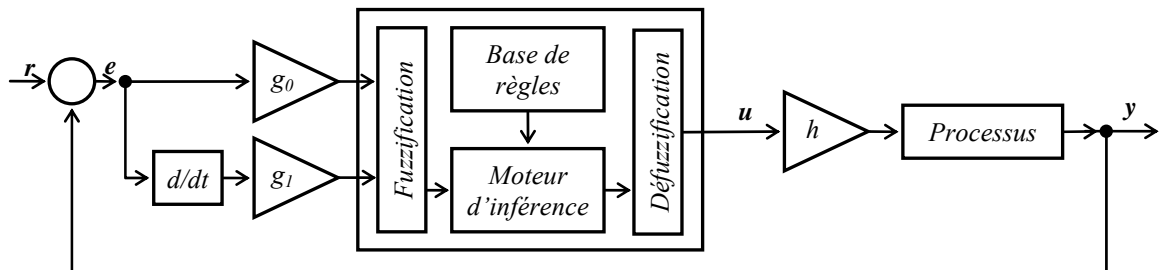 r
e
g0
d/dt
g1
Fuzzification
Base de
règles
Moteur
d’inférence
Défuzzification
u
h
Processus
y